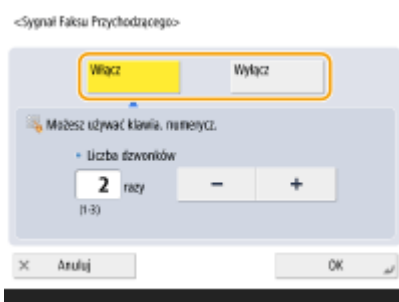 <Sygnał Faksu Przychodzącego>
Włącz Wyłącz
Możesz używać klawia. numerycz.
Liczba dzwonków
2 razy − +
(1-3)
× Anuluj OK